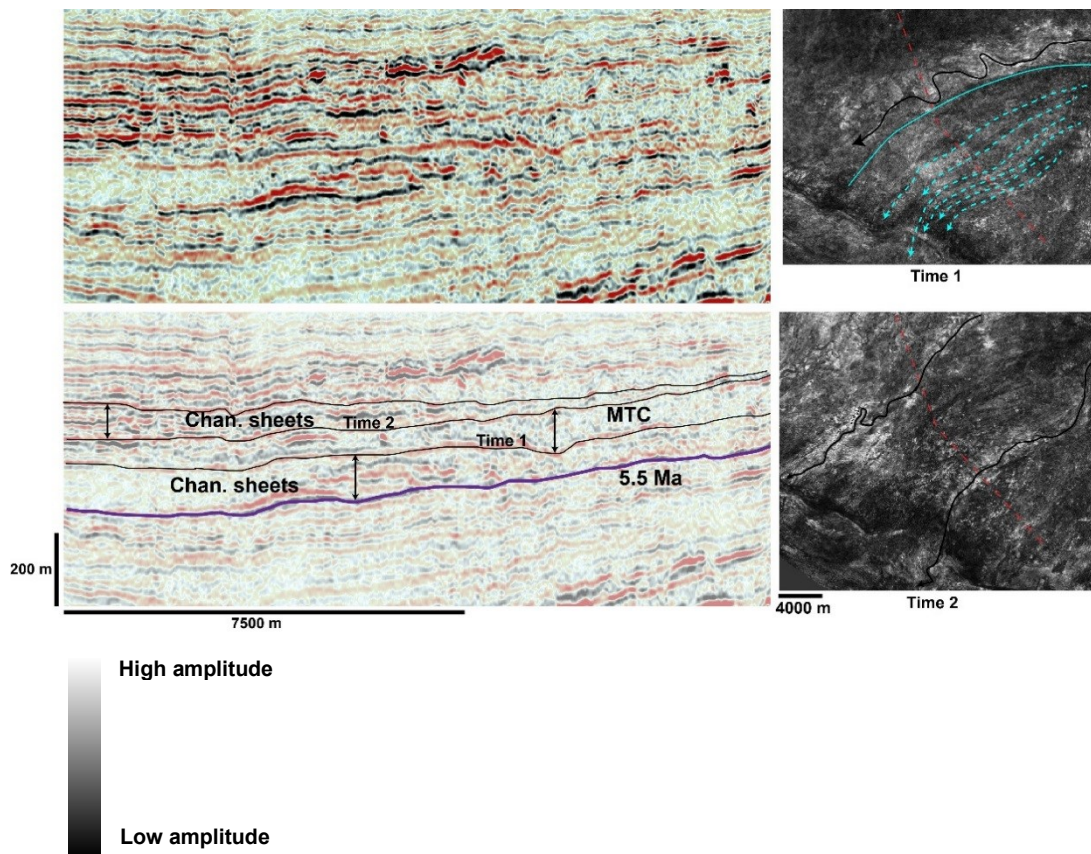 Time 1
Chan. sheets
Time 2
MTC
Time 1
Chan. sheets
5.5 Ma
200 m
7500 m
4000 m
Time 2
High amplitude
Low amplitude